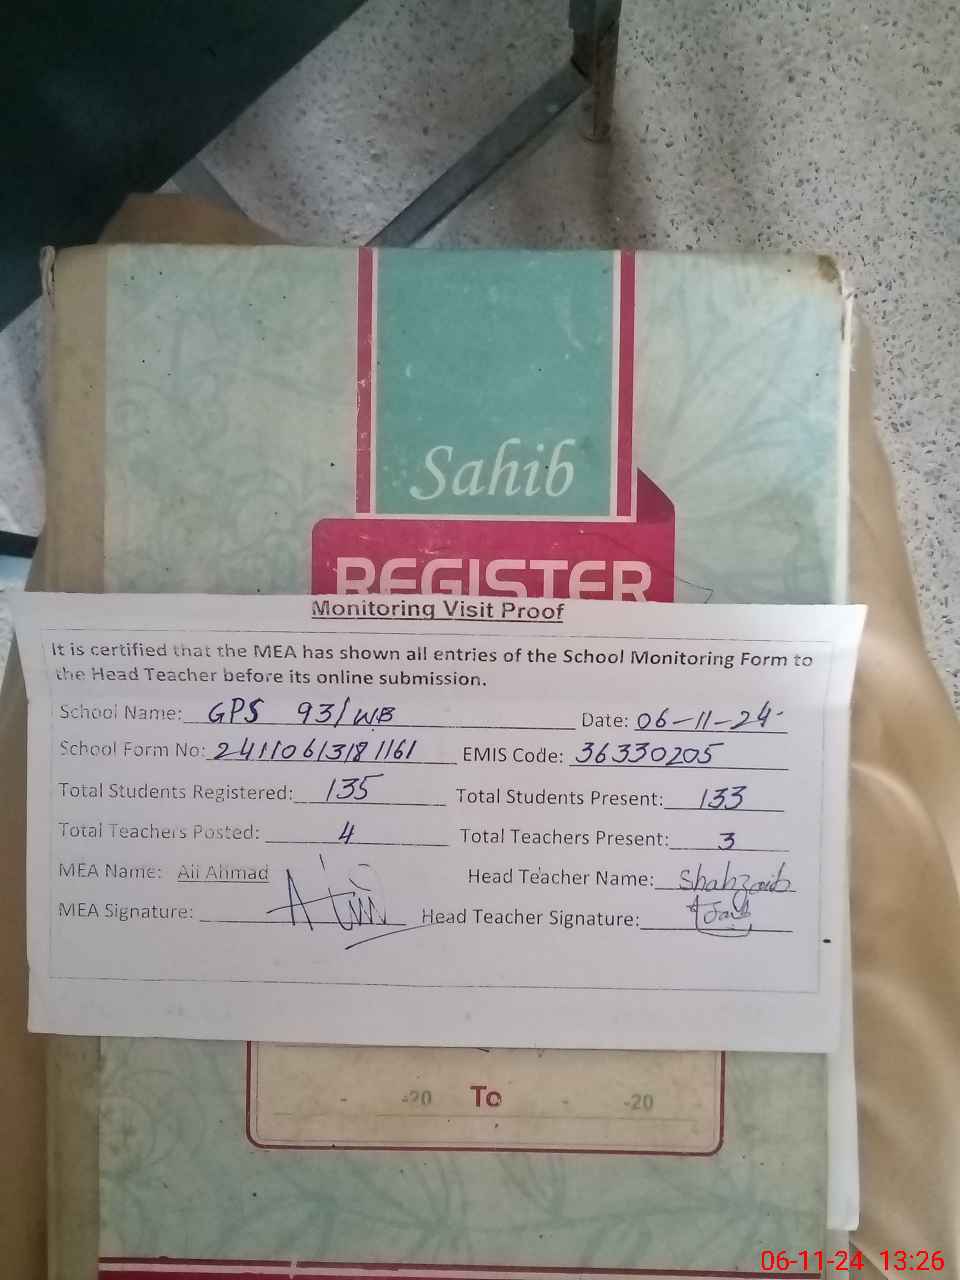 Sahib
REGISTER
Monitoring Visit Proof
It is certified that the MEA has shown all entries of the School Monitoring Form to
the Head Teacher before its online submission.
School Name: GPS 93/WB Date: 06-11-24
School Form No: 24110613181161 EMIS Code: 36330205
Total Students Registered: 135 Total Students Present: 133
Total Teachers Posted: 4 Total Teachers Present: 3
MEA Name: Ali Ahmad Head Teacher Name: Shahzaib
MEA Signature: Head Teacher Signature:
- -20 To - -20
06-11-24 13:26